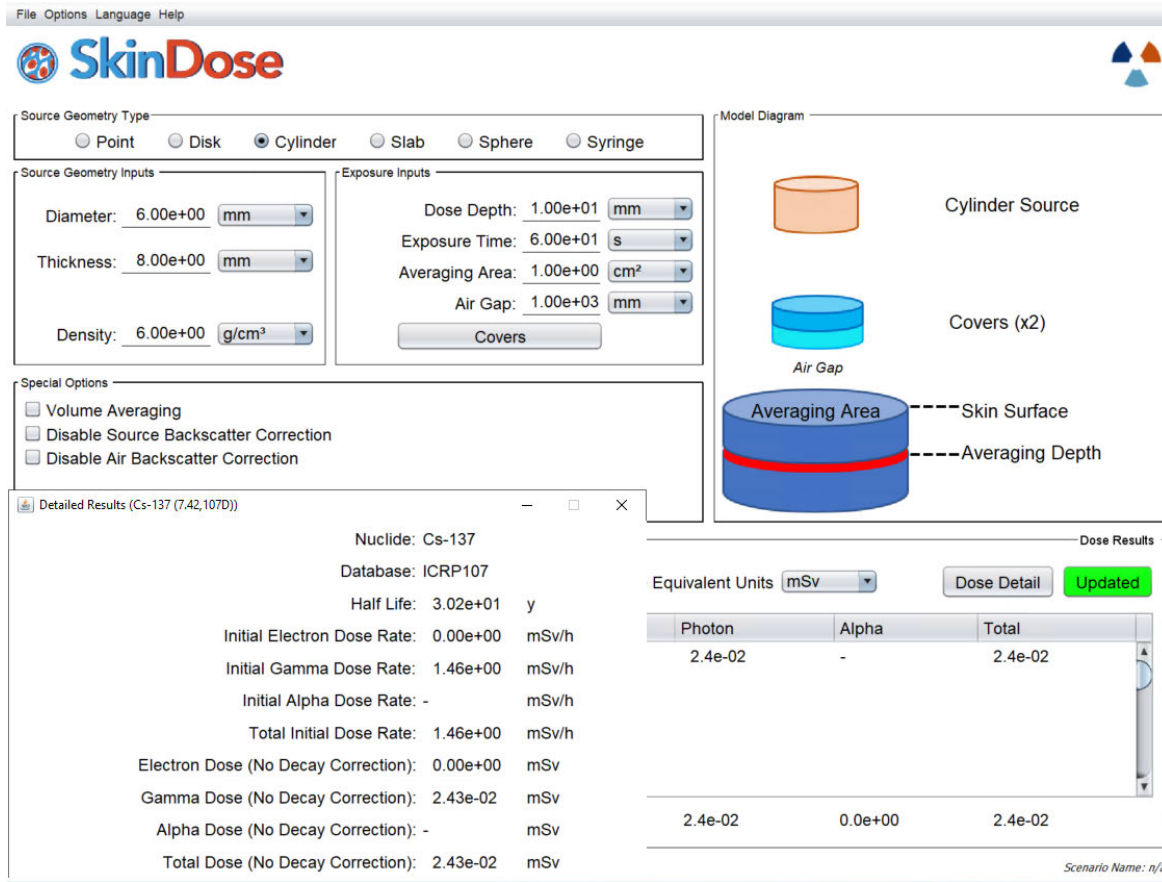 File Options Language Help
SkinDose
Source Geometry Type
Point Disk Cylinder Slab Sphere Syringe
Source Geometry Inputs
Diameter: 6.00e+00 mm
Thickness: 8.00e+00 mm
Density: 6.00e+00 g/cm³
Exposure Inputs
Dose Depth: 1.00e+01 mm
Exposure Time: 6.00e+01 s
Averaging Area: 1.00e+00 cm²
Air Gap: 1.00e+03 mm
Covers
Special Options
Volume Averaging
Disable Source Backscatter Correction
Disable Air Backscatter Correction
Model Diagram
Cylinder Source
Covers (x2)
Air Gap
Averaging Area
Skin Surface
Averaging Depth
Detailed Results (Cs-137 (7.42,107D))
Nuclide: Cs-137
Database: ICRP107
Half Life: 3.02e+01 y
Initial Electron Dose Rate: 0.00e+00 mSv/h
Initial Gamma Dose Rate: 1.46e+00 mSv/h
Initial Alpha Dose Rate: - mSv/h
Total Initial Dose Rate: 1.46e+00 mSv/h
Electron Dose (No Decay Correction): 0.00e+00 mSv
Gamma Dose (No Decay Correction): 2.43e-02 mSv
Alpha Dose (No Decay Correction): - mSv
Total Dose (No Decay Correction): 2.43e-02 mSv
Dose Results
Equivalent Units mSv Dose Detail Updated
Photon Alpha Total
2.4e-02 - 2.4e-02
2.4e-02 0.0e+00 2.4e-02
Scenario Name: n/